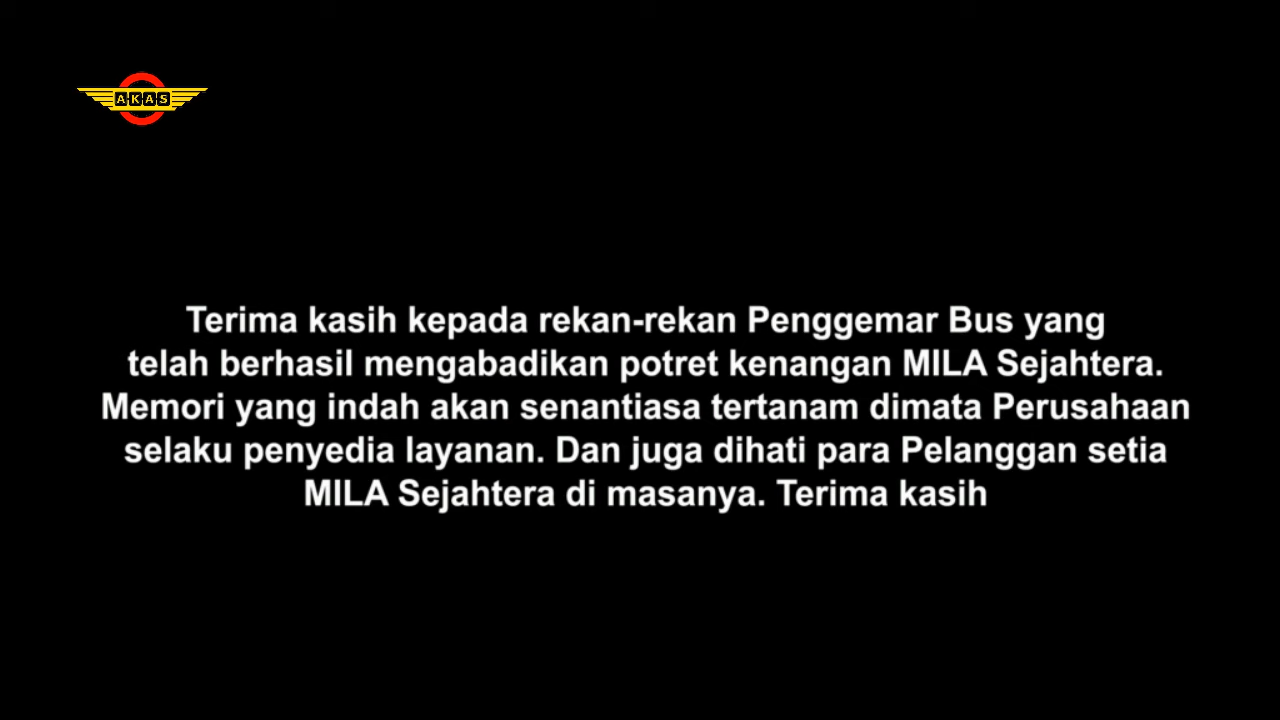 AKAS
Terima kasih kepada rekan-rekan Penggemar Bus yang
telah berhasil mengabadikan potret kenangan MILA Sejahtera.
Memori yang indah akan senantiasa tertanam dimata Perusahaan
selaku penyedia layanan. Dan juga dihati para Pelanggan setia
MILA Sejahtera di masanya. Terima kasih